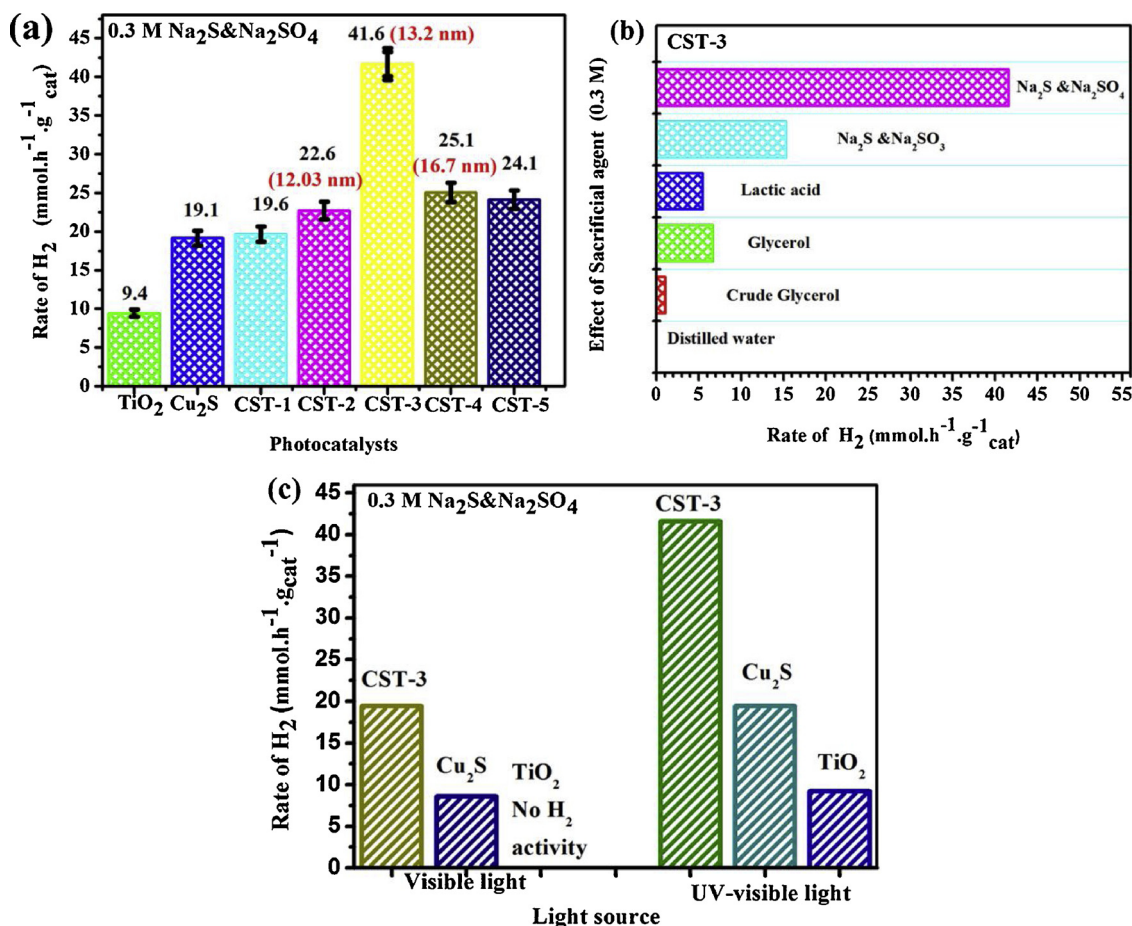 (a)
0.3 M Na₂S&Na₂SO₄
Rate of H₂ (mmol.h⁻¹.g⁻¹cat)
45
40
35
30
25
20
15
10
5
0
9.4
19.1
19.6
22.6
(12.03 nm)
41.6 (13.2 nm)
25.1
(16.7 nm)
24.1
TiO₂ Cu₂S CST-1 CST-2 CST-3 CST-4 CST-5
Photocatalysts
(b)
CST-3
Effect of Sacrificial agent (0.3 M)
Na₂S &Na₂SO₄
Na₂S &Na₂SO₃
Lactic acid
Glycerol
Crude Glycerol
Distilled water
0 5 10 15 20 25 30 35 40 45 50 55
Rate of H₂ (mmol.h⁻¹.g⁻¹cat)
(c)
0.3 M Na₂S&Na₂SO₄
Rate of H₂ (mmol.h⁻¹.gcat⁻¹)
45
40
35
30
25
20
15
10
5
0
CST-3
Cu₂S
TiO₂
No H₂
activity
CST-3
Cu₂S
TiO₂
Visible light
UV-visible light
Light source